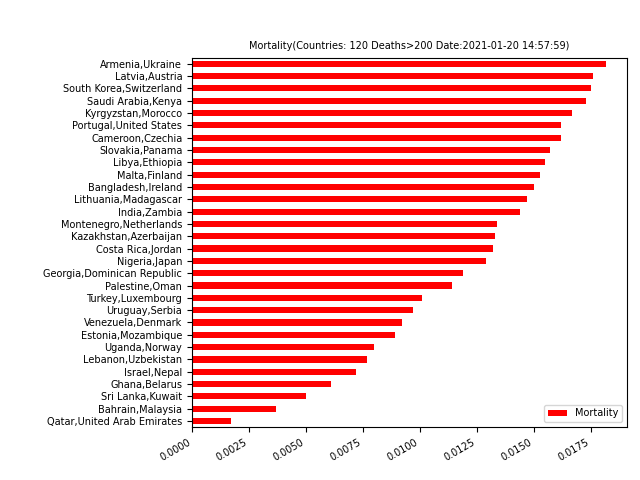 Mortality(Countries: 120 Deaths>200 Date:2021-01-20 14:57:59)
Armenia,Ukraine
Latvia,Austria
South Korea,Switzerland
Saudi Arabia,Kenya
Kyrgyzstan,Morocco
Portugal,United States
Cameroon,Czechia
Slovakia,Panama
Libya,Ethiopia
Malta,Finland
Bangladesh,Ireland
Lithuania,Madagascar
India,Zambia
Montenegro,Netherlands
Kazakhstan,Azerbaijan
Costa Rica,Jordan
Nigeria,Japan
Georgia,Dominican Republic
Palestine,Oman
Turkey,Luxembourg
Uruguay,Serbia
Venezuela,Denmark
Estonia,Mozambique
Uganda,Norway
Lebanon,Uzbekistan
Israel,Nepal
Ghana,Belarus
Sri Lanka,Kuwait
Bahrain,Malaysia
Qatar,United Arab Emirates
Mortality
0.0000 0.0025 0.0050 0.0075 0.0100 0.0125 0.0150 0.0175